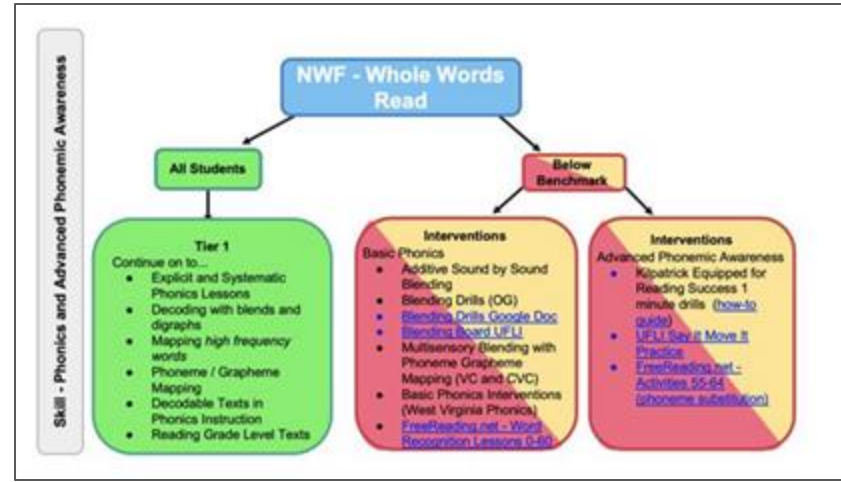 Skill - Phonics and Advanced Phonemic Awareness
NWF - Whole Words
Read
All Students
Below
Benchmark
Tier 1
Continue on to...
● Explicit and Systematic
Phonics Lessons
● Decoding with blends and
digraphs
● Mapping high frequency
words
● Phoneme / Grapheme
Mapping
● Decodable Texts in
Phonics Instruction
● Reading Grade Level Texts
Interventions
Basic Phonics
● Additive Sound by Sound
Blending
● Blending Drills (OG)
● Blending Drills Google Doc
● Blending Board UFLI
● Multisensory Blending with
Phoneme Grapheme
Mapping (VC and CVC)
● Basic Phonics Interventions
(West Virginia Phonics)
● FreeReading.net - Word
Recognition Lessons 0-60
Interventions
Advanced Phonemic Awareness
● Kilpatrick Equipped for
Reading Success 1
minute drills (how-to
guide)
● UFLI Say it Move It
Practice
● FreeReading.net -
Activities 55-64
(phoneme substitution)